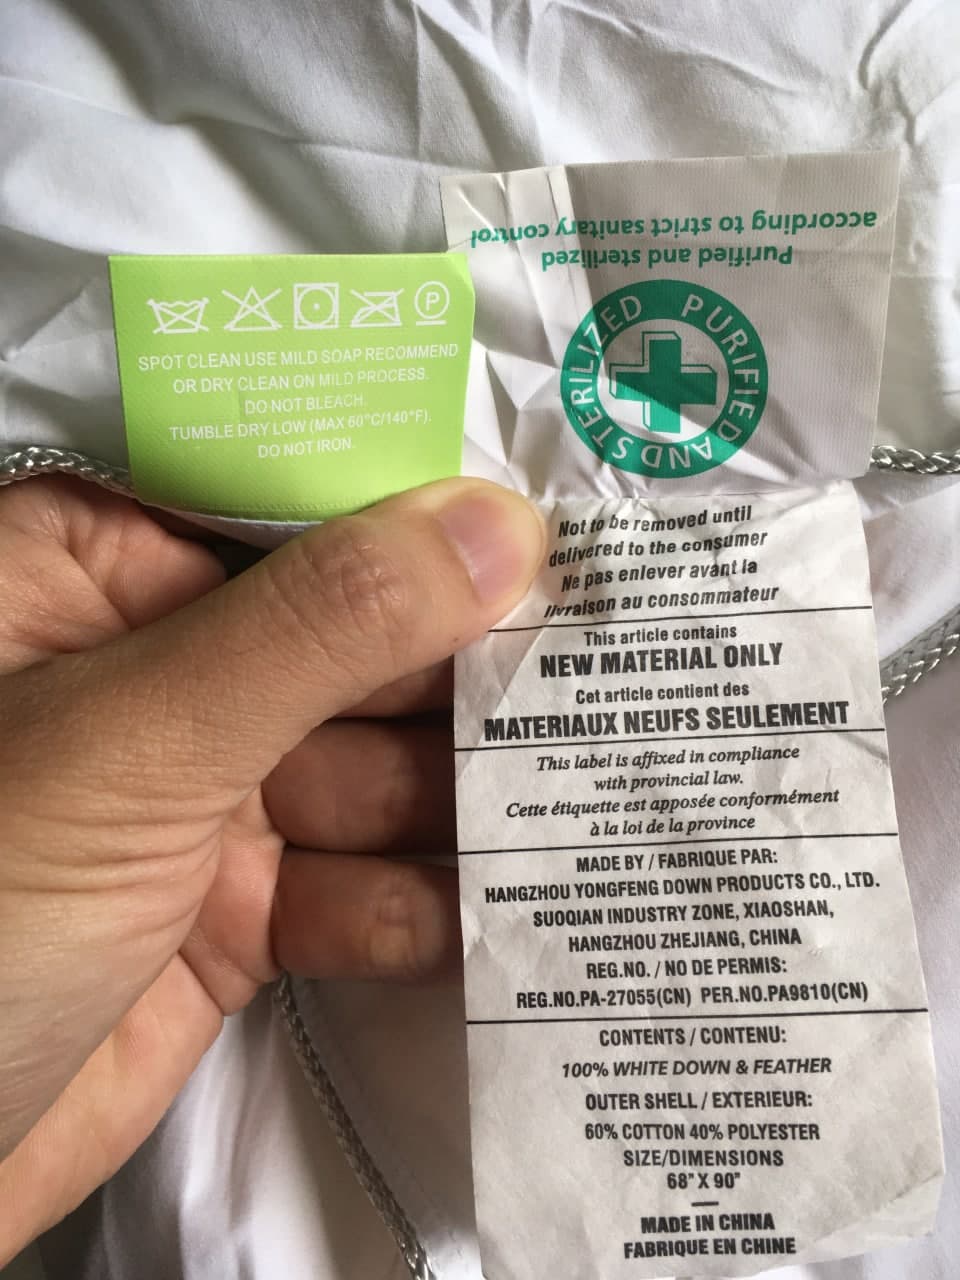 P
SPOT CLEAN USE MILD SOAP RECOMMEND
OR DRY CLEAN ON MILD PROCESS.
DO NOT BLEACH.
TUMBLE DRY LOW (MAX 60°C/140°F).
DO NOT IRON.
Purified and sterilized
according to strict sanitary control
PURIFIED AND STERILIZED
Not to be removed until
delivered to the consumer
Ne pas enlever avant la
livraison au consommateur
This article contains
NEW MATERIAL ONLY
Cet article contient des
MATERIAUX NEUFS SEULEMENT
This label is affixed in compliance
with provincial law.
Cette étiquette est apposée conformément
à la loi de la province
MADE BY / FABRIQUE PAR:
HANGZHOU YONGFENG DOWN PRODUCTS CO., LTD.
SUOQIAN INDUSTRY ZONE, XIAOSHAN,
HANGZHOU ZHEJIANG, CHINA
REG.NO. / NO DE PERMIS:
REG.NO.PA-27055(CN) PER.NO.PA9810(CN)
CONTENTS / CONTENU:
100% WHITE DOWN & FEATHER
OUTER SHELL / EXTERIEUR:
60% COTTON 40% POLYESTER
SIZE/DIMENSIONS
68" X 90"
MADE IN CHINA
FABRIQUE EN CHINE